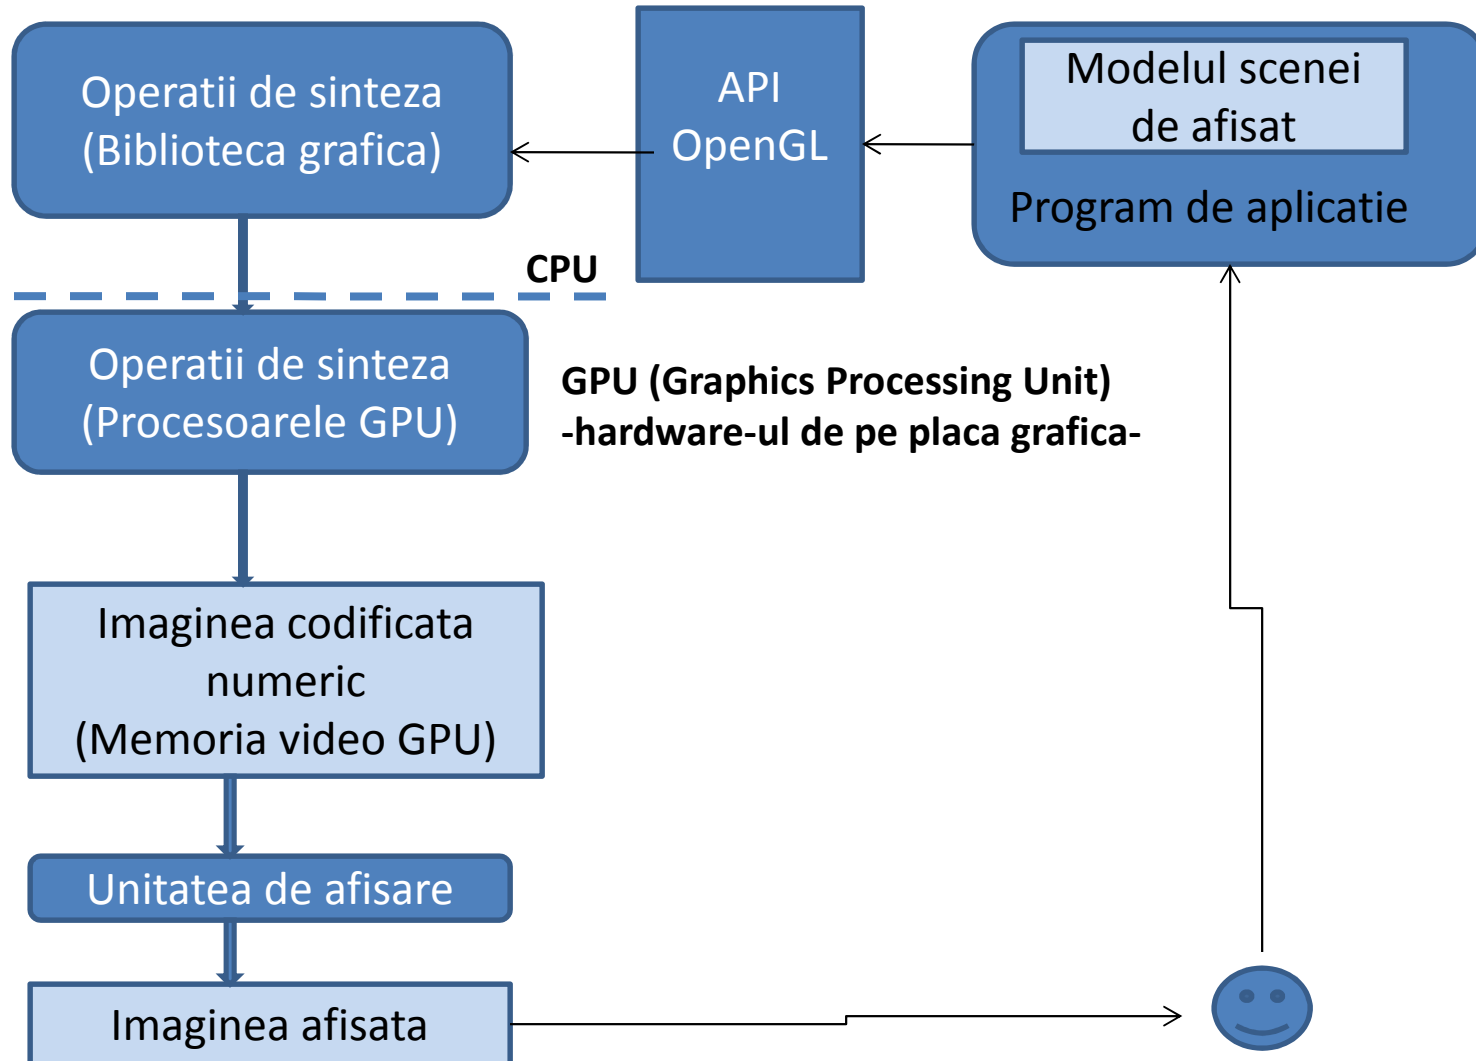 Operatii de sinteza
(Biblioteca grafica)
API
OpenGL
Modelul scenei
de afisat
Program de aplicatie
CPU
Operatii de sinteza
(Procesoarele GPU)
GPU (Graphics Processing Unit)
-hardware-ul de pe placa grafica-
Imaginea codificata
numeric
(Memoria video GPU)
Unitatea de afisare
Imaginea afisata